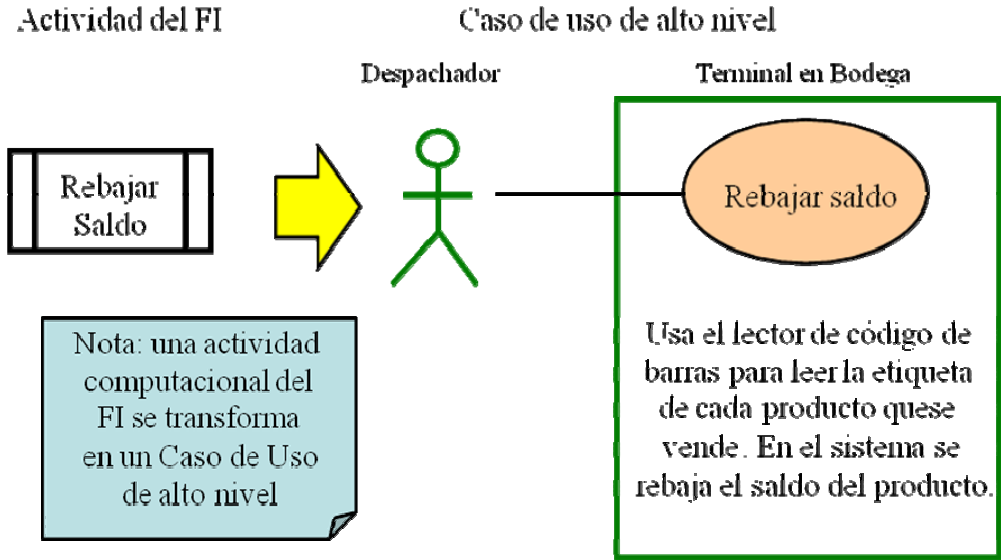 Actividad del FI
Caso de uso de alto nivel
Despachador
Terminal en Bodega
Rebajar
Saldo
Rebajar saldo
Nota: una actividad
computacional del
FI se transforma
en un Caso de Uso
de alto nivel
Usa el lector de código de
barras para leer la etiqueta
de cada producto quese
vende. En el sistema se
rebaja el saldo del producto.